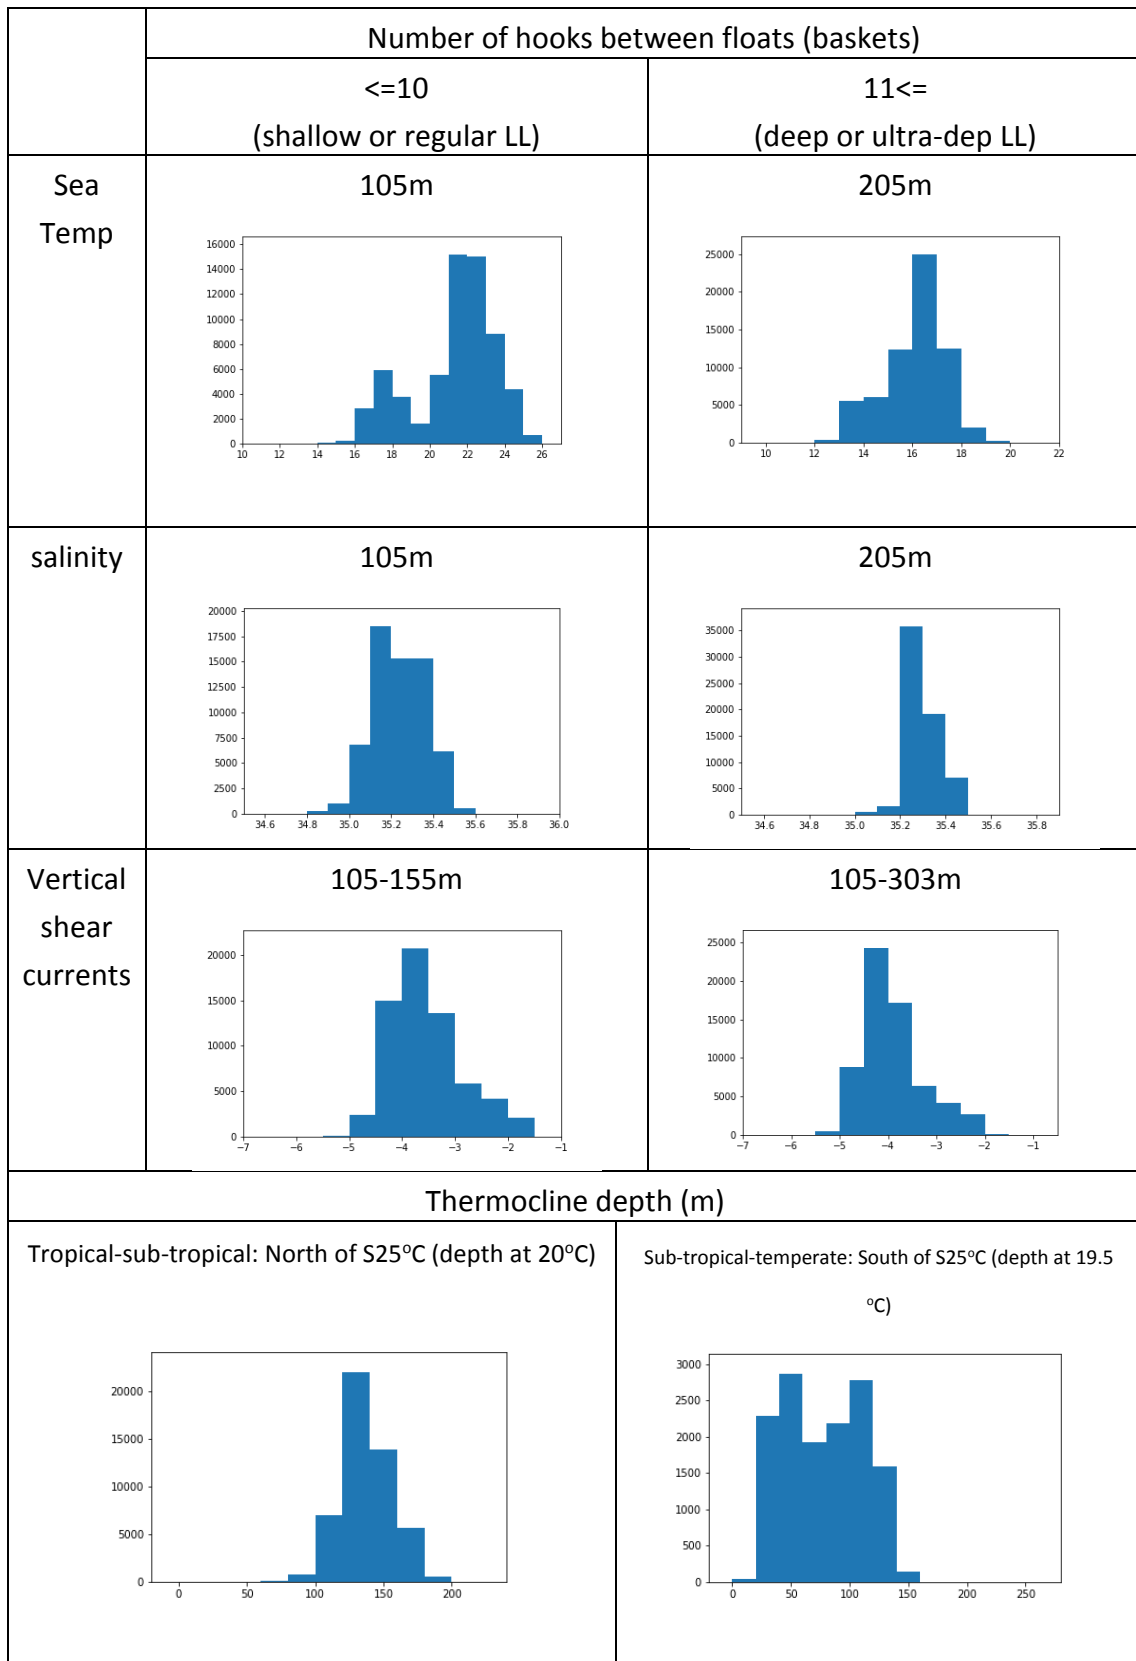 Number of hooks between floats (baskets)
<=10
(shallow or regular LL)
11<=
(deep or ultra-dep LL)
Sea
Temp
105m
16000
14000
12000
10000
8000
6000
4000
2000
0
10 12 14 16 18 20 22 24 26
205m
25000
20000
15000
10000
5000
0
10 12 14 16 18 20 22
salinity
105m
20000
17500
15000
12500
10000
7500
5000
2500
0
34.6 34.8 35.0 35.2 35.4 35.6 35.8 36.0
205m
35000
30000
25000
20000
15000
10000
5000
0
34.6 34.8 35.0 35.2 35.4 35.6 35.8
Vertical
shear
currents
105-155m
20000
15000
10000
5000
0
−7 −6 −5 −4 −3 −2 −1
105-303m
25000
20000
15000
10000
5000
0
−7 −6 −5 −4 −3 −2 −1
Thermocline depth (m)
Tropical-sub-tropical: North of S25°C (depth at 20°C)
20000
15000
10000
5000
0
0 50 100 150 200
Sub-tropical-temperate: South of S25°C (depth at 19.5
°C)
3000
2500
2000
1500
1000
500
0
0 50 100 150 200 250